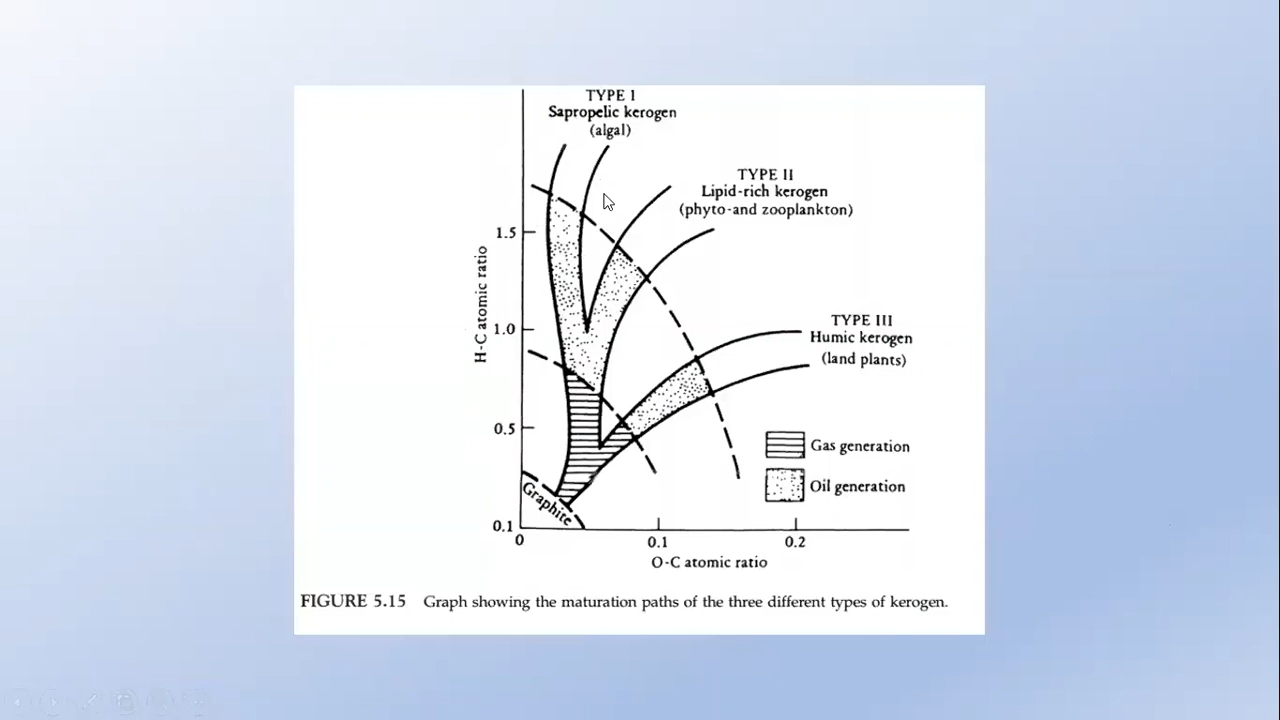 TYPE I
Sapropelic kerogen
(algal)
TYPE II
Lipid-rich kerogen
(phyto-and zooplankton)
1.5
H-C atomic ratio
1.0
TYPE III
Humic kerogen
(land plants)
0.5
Gas generation
Oil generation
Graphite
0.1
0
0.1
0.2
O-C atomic ratio
FIGURE 5.15 Graph showing the maturation paths of the three different types of kerogen.